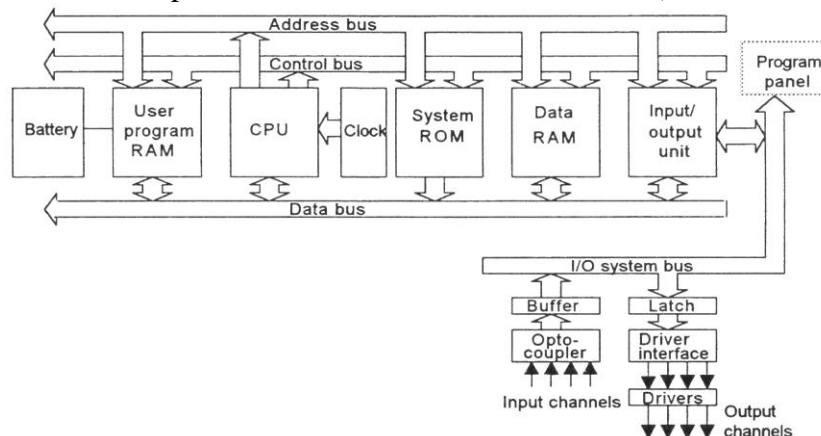 Address bus
Control bus
Program
panel
Battery
User
program
RAM
CPU
Clock
System
ROM
Data
RAM
Input/
output
unit
Data bus
I/O system bus
Buffer
Latch
Opto-
coupler
Driver
interface
Input channels
Drivers
Output
channels